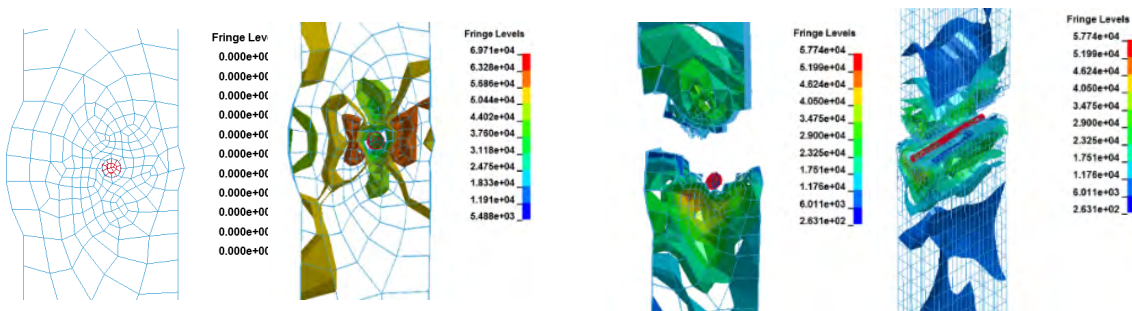 Fringe Leve
0.000e+00
0.000e+00
0.000e+00
0.000e+00
0.000e+00
0.000e+00
0.000e+00
0.000e+00
0.000e+00
0.000e+00
0.000e+00
Fringe Levels
6.971e+04
6.328e+04
5.686e+04
5.044e+04
4.402e+04
3.760e+04
3.118e+04
2.475e+04
1.833e+04
1.191e+04
5.488e+03
Fringe Levels
5.774e+04
5.199e+04
4.624e+04
4.050e+04
3.475e+04
2.900e+04
2.325e+04
1.751e+04
1.176e+04
6.011e+03
2.631e+02
Fringe Levels
5.774e+04
5.199e+04
4.624e+04
4.050e+04
3.475e+04
2.900e+04
2.325e+04
1.751e+04
1.176e+04
6.011e+03
2.631e+02